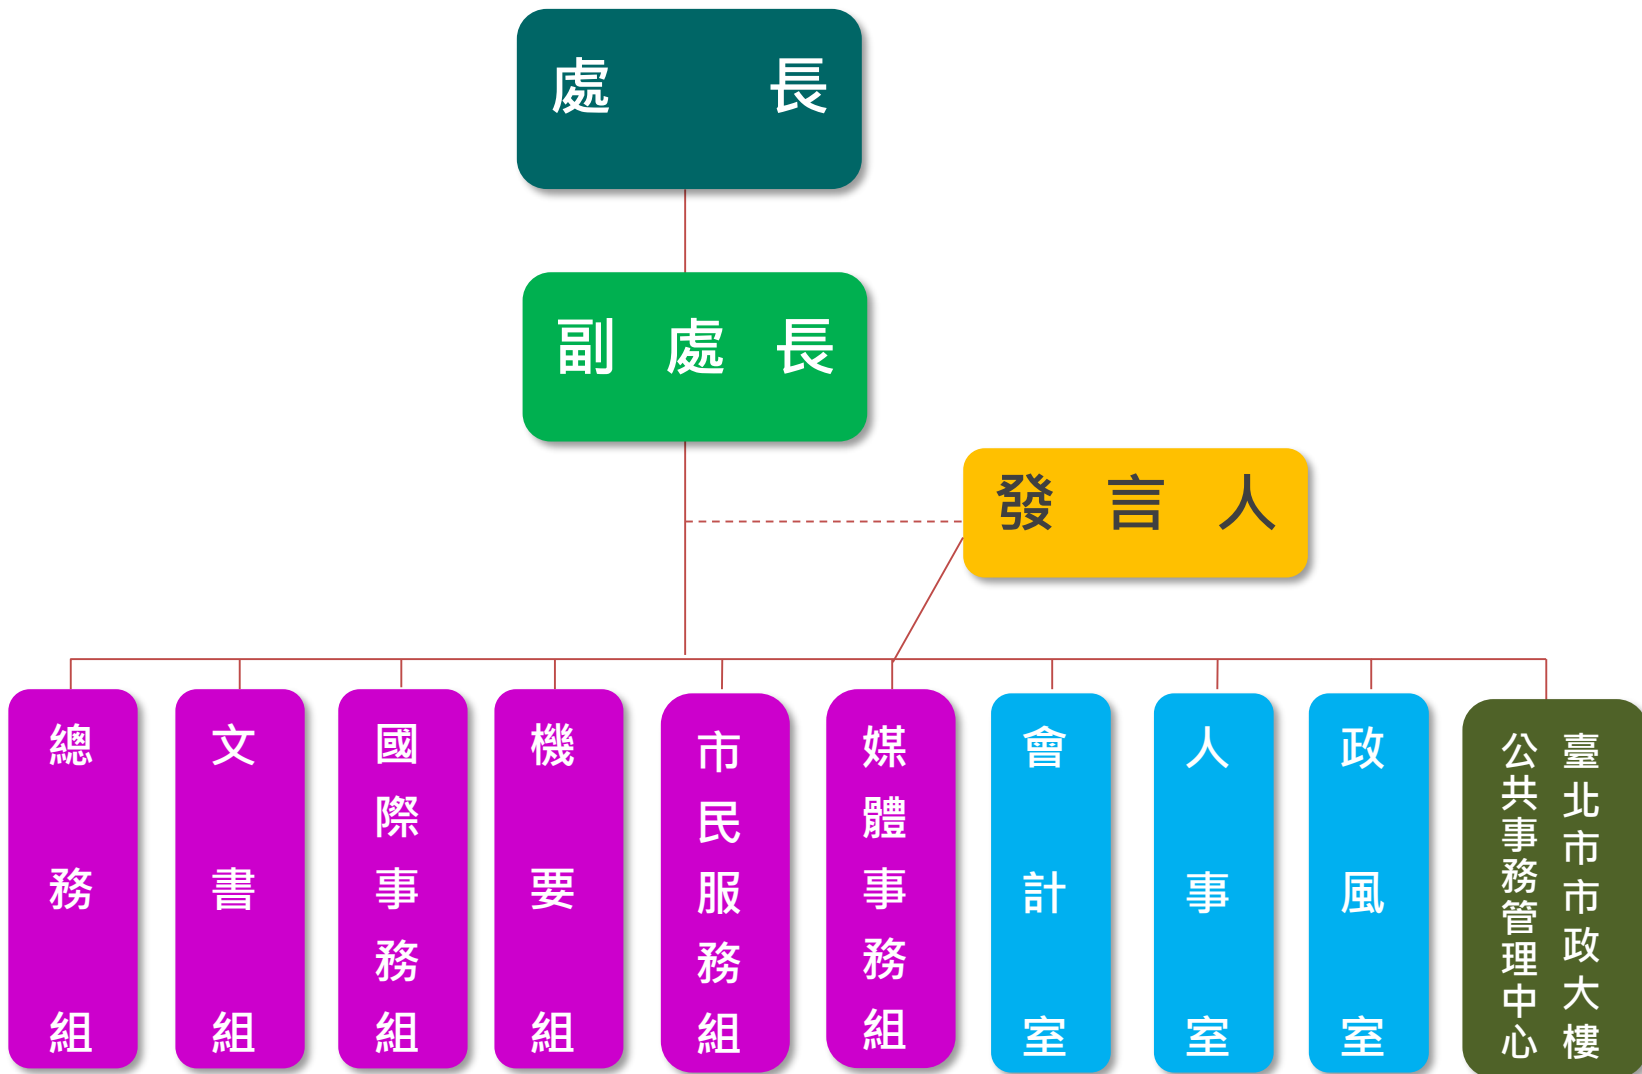 處長
副處長
發言人
總務組
文書組
國際事務組
機要組
市民服務組
媒體事務組
會計室
人事室
政風室
臺北市市政大樓
公共事務管理中心